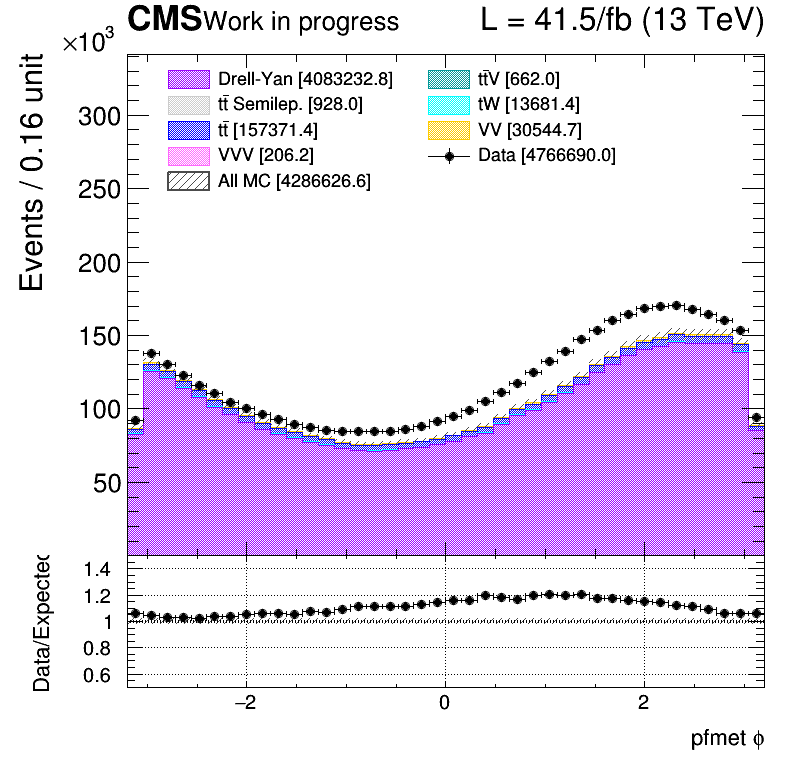 CMS Work in progress L = 41.5/fb (13 TeV)
×10³
Events / 0.16 unit
Drell-Yan [4083232.8]
tt̄ Semilep. [928.0]
tt̄ [157371.4]
VVV [206.2]
All MC [4286626.6]
tt̄V [662.0]
tW [13681.4]
VV [30544.7]
Data [4766690.0]
300
250
200
150
100
50
Data/Expected
1.4
1.2
1
0.8
0.6
−2 0 2
pfmet ϕ